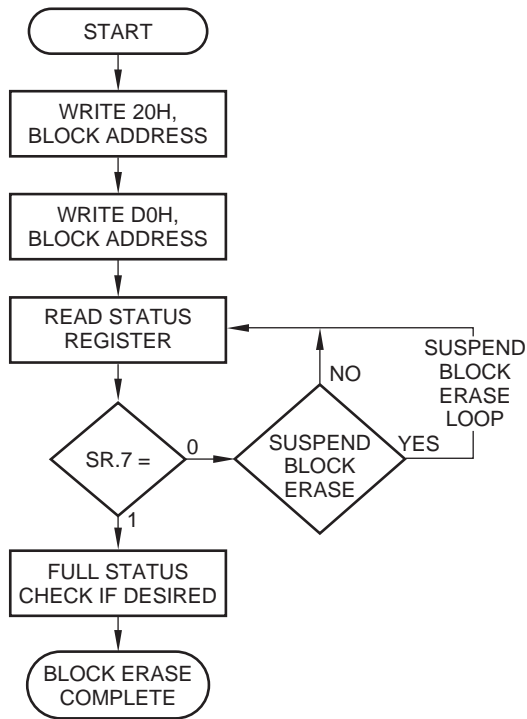 START
WRITE 20H,
BLOCK ADDRESS
WRITE D0H,
BLOCK ADDRESS
READ STATUS
REGISTER
SUSPEND
BLOCK
ERASE
LOOP
NO
SR.7 =
0
SUSPEND
BLOCK
ERASE
YES
1
FULL STATUS
CHECK IF DESIRED
BLOCK ERASE
COMPLETE